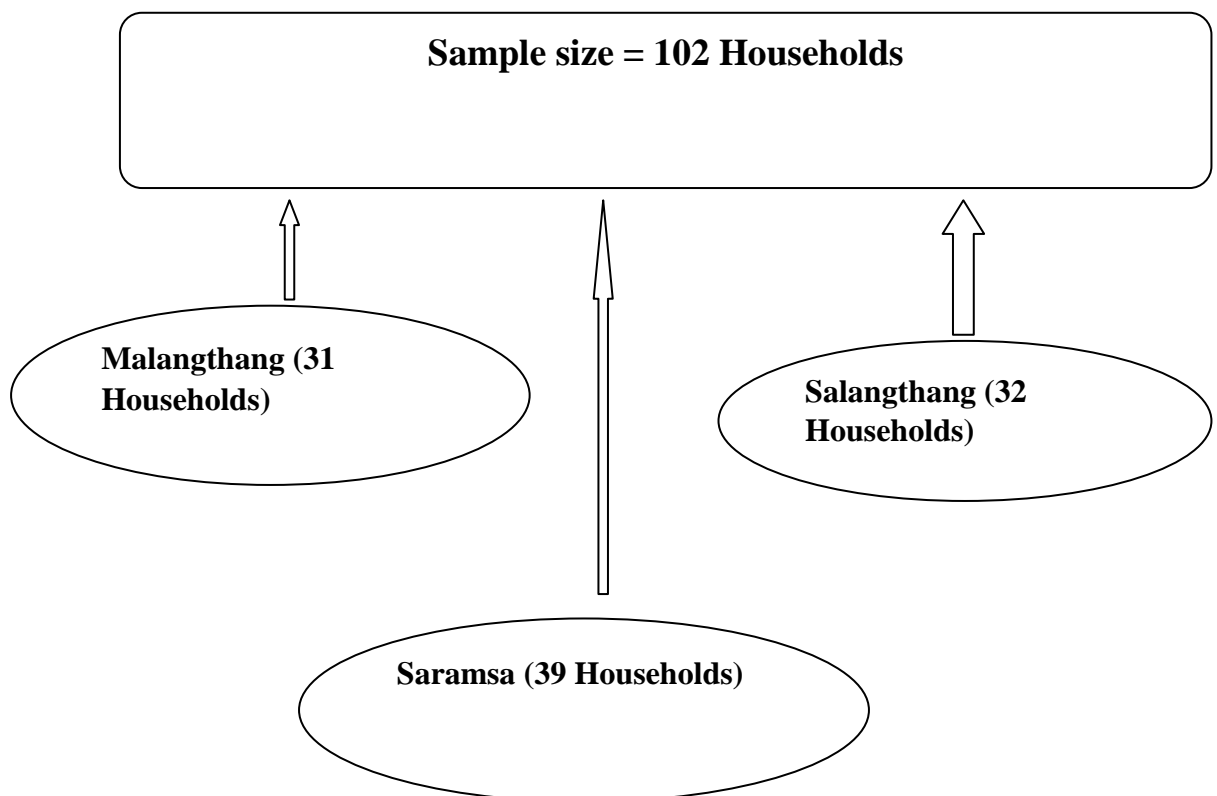 Sample size = 102 Households
Malangthang (31
Households)
Salangthang (32
Households)
Saramsa (39 Households)